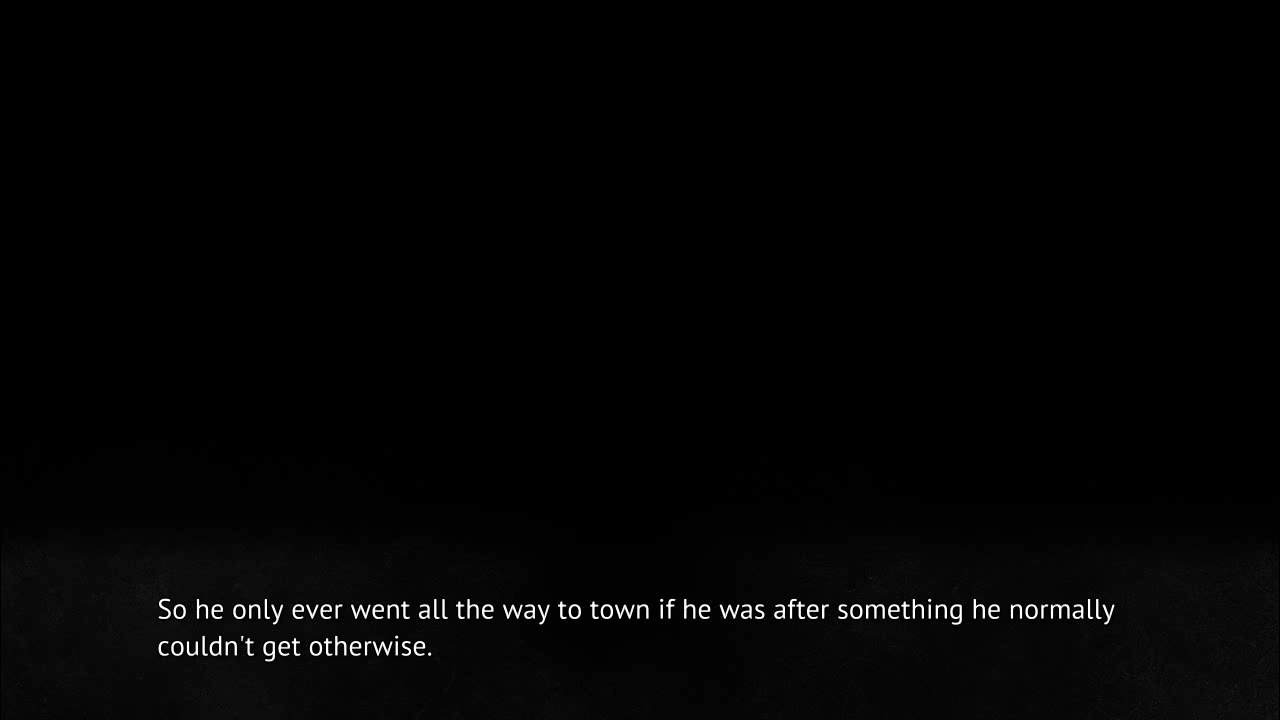 So he only ever went all the way to town if he was after something he normally
couldn't get otherwise.